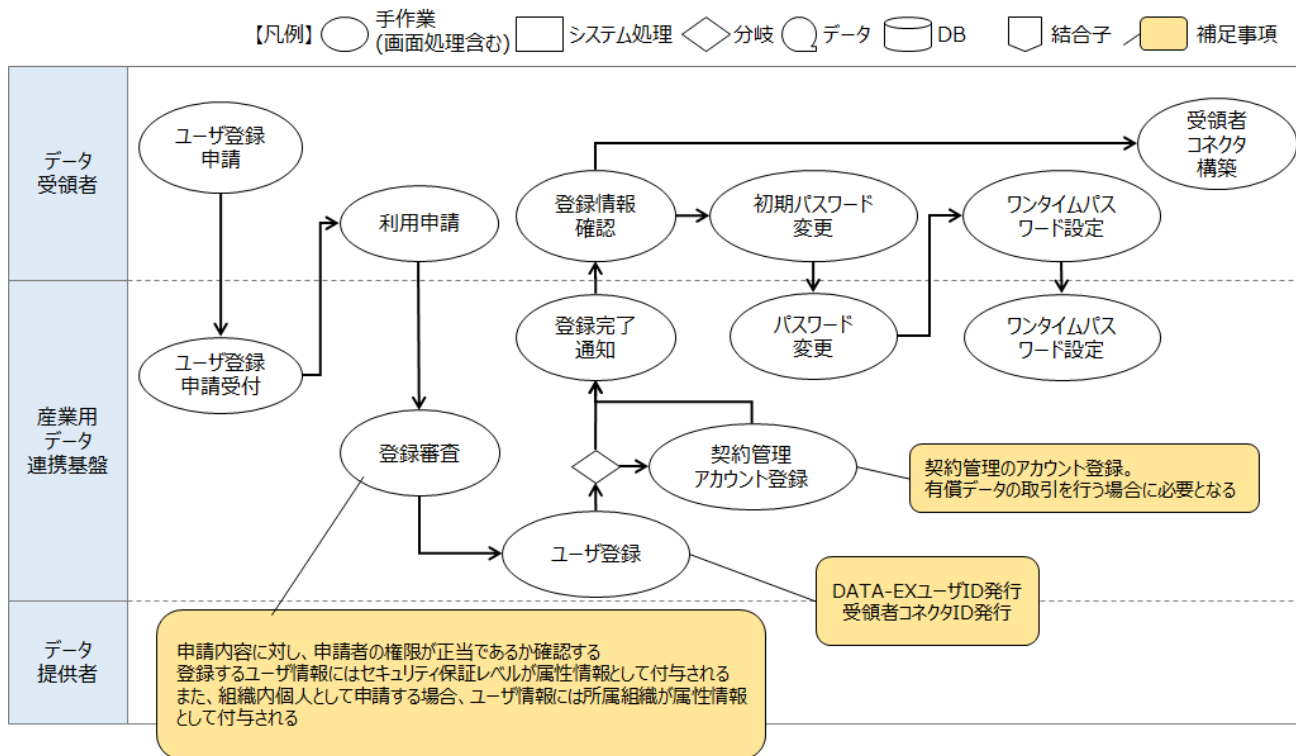 【凡例】
手作業
(画面処理含む)
システム処理
分岐
データ
DB
結合子
補足事項
データ
受領者
ユーザ登録
申請
利用申請
登録情報
確認
初期パスワード
変更
ワンタイムパス
ワード設定
受領者
コネクタ
構築
産業用
データ
連携基盤
ユーザ登録
申請受付
登録完了
通知
パスワード
変更
ワンタイムパス
ワード設定
登録審査
契約管理
アカウント登録
契約管理のアカウント登録。
有償データの取引を行う場合に必要となる
ユーザ登録
DATA-EXユーザID発行
受領者コネクタID発行
データ
提供者
申請内容に対し、申請者の権限が正当であるか確認する
登録するユーザ情報にはセキュリティ保証レベルが属性情報として付与される
また、組織内個人として申請する場合、ユーザ情報には所属組織が属性情報
として付与される